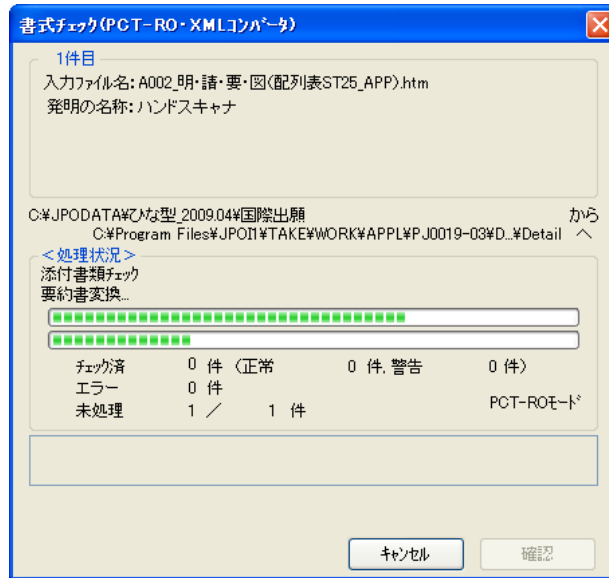 書式チェック(PCT-RO・XMLコンバータ)
1件目
入力ファイル名: A002_明・請・要・図(配列表ST25_APP).htm
発明の名称: ハンドスキャナ
C:¥JPODATA¥ひな型_2009.04¥国際出願 から
C:¥Program Files¥JPOI1¥TAKE¥WORK¥APPL¥PJ0019-03¥D...¥Detail へ
<処理状況>
添付書類チェック
要約書変換...
チェック済 0 件 (正常 0 件, 警告 0 件)
エラー 0 件
未処理 1 / 1 件 PCT-ROモード
キャンセル 確認